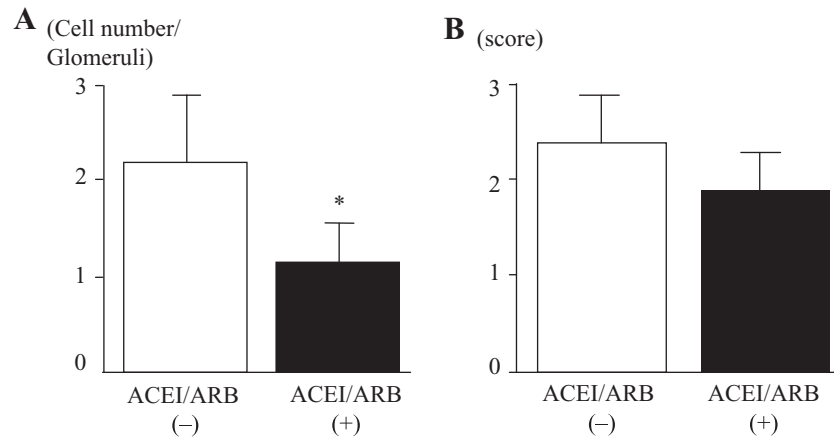 A (Cell number/
Glomeruli)
3
2
1
0
*
ACEI/ARB
(–)
ACEI/ARB
(+)
B (score)
3
2
1
0
ACEI/ARB
(–)
ACEI/ARB
(+)